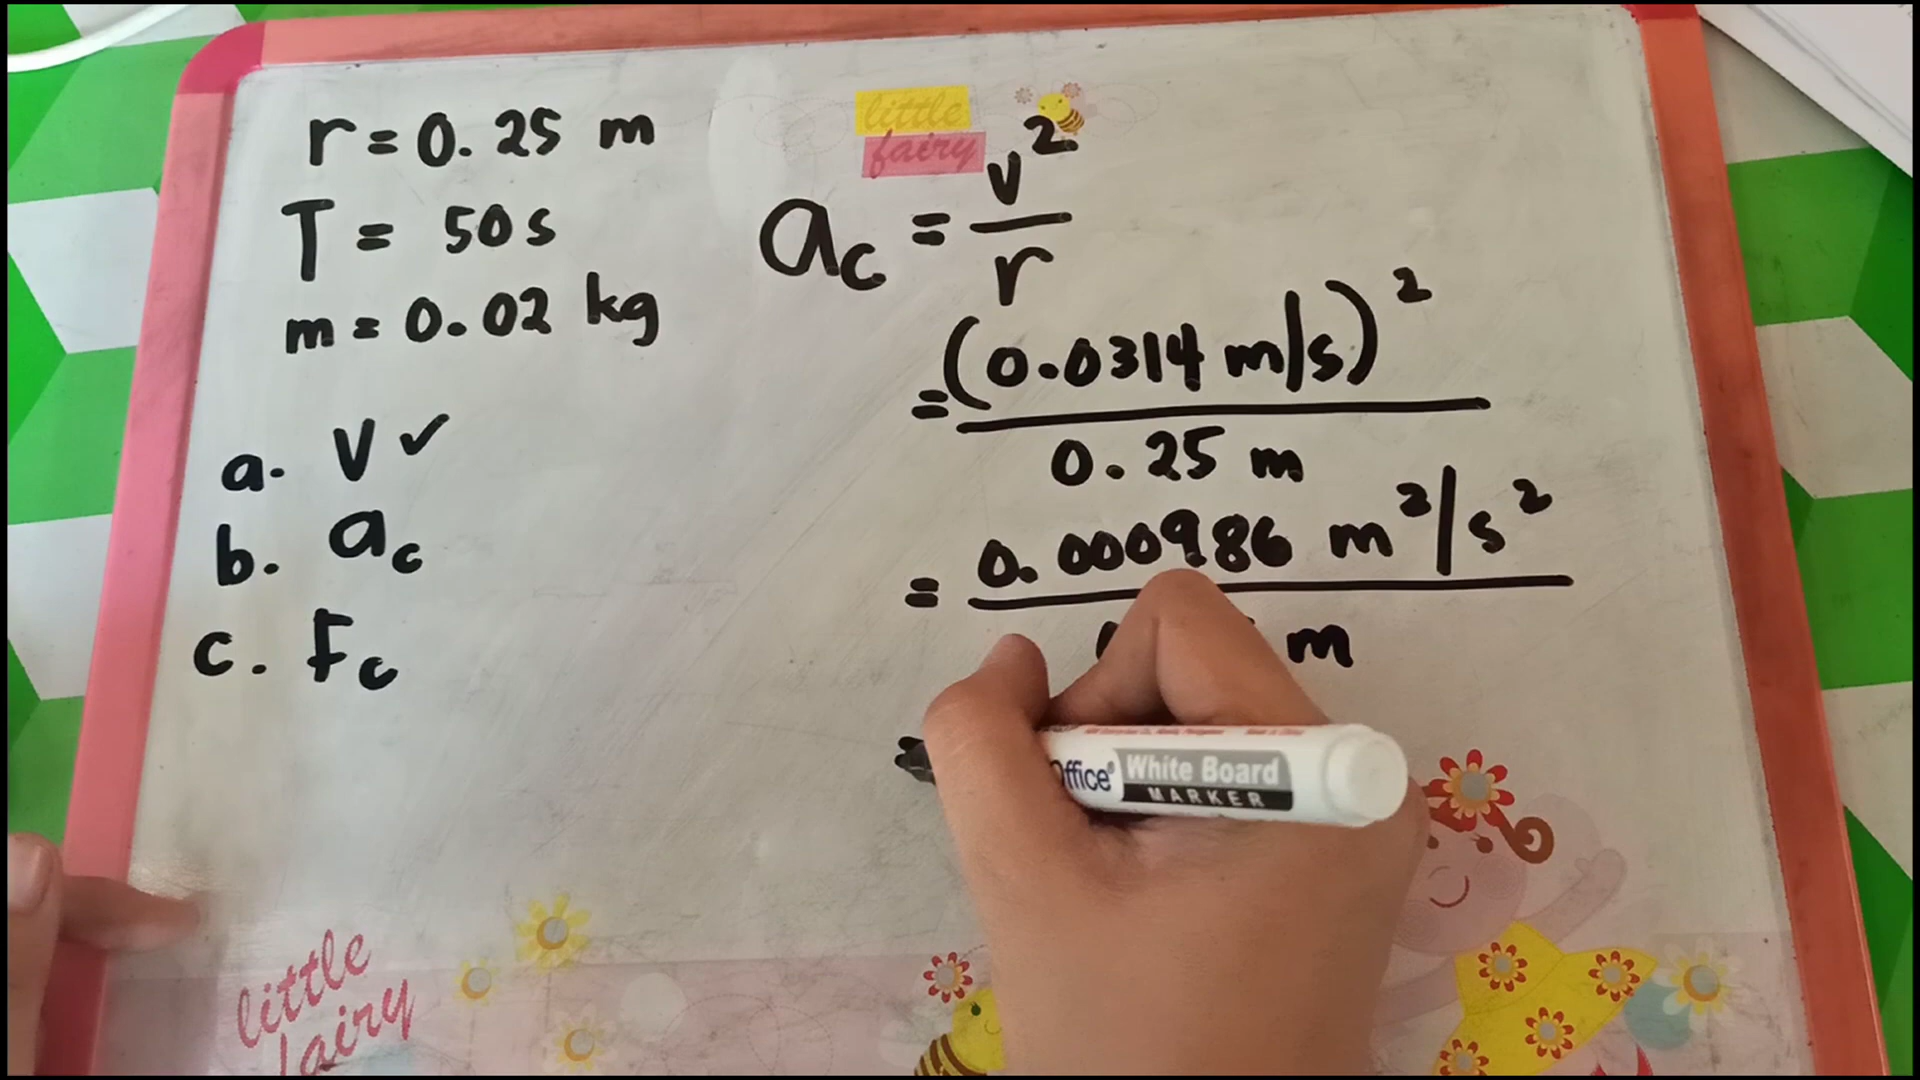 r = 0.25 m
T = 50 s
m = 0.02 kg
a. V ✓
b. ac
c. Fc
little
fairy
ac = v² / r
= (0.0314 m/s)² / 0.25 m
= 0.000986 m²/s² / m
=
Office White Board
MARKER
little
fairy